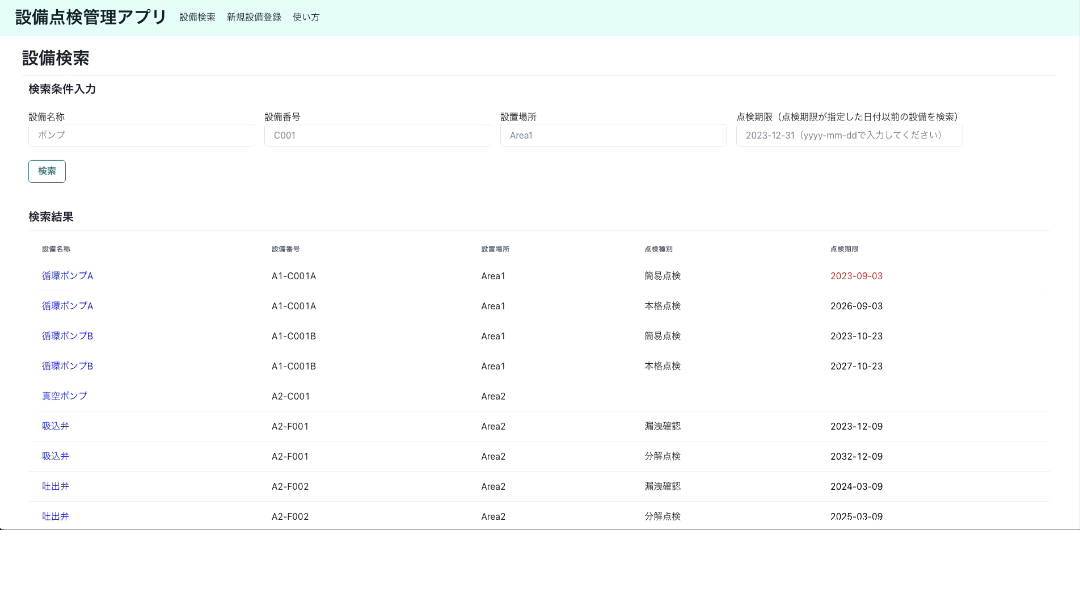 設備点検管理アプリ 設備検索 新規設備登録 使い方
設備検索
検索条件入力
設備名称 設備番号 設置場所 点検期限（点検期限が指定した日付以前の設備を検索）
ポンプ C001 Area1 2023-12-31（yyyy-mm-ddで入力してください）
検索
検索結果
設備名称 設備番号 設置場所 点検種別 点検期限
循環ポンプA A1-C001A Area1 簡易点検 2023-09-03
循環ポンプA A1-C001A Area1 本格点検 2026-09-03
循環ポンプB A1-C001B Area1 簡易点検 2023-10-23
循環ポンプB A1-C001B Area1 本格点検 2027-10-23
真空ポンプ A2-C001 Area2
吸込弁 A2-F001 Area2 漏洩確認 2023-12-09
吸込弁 A2-F001 Area2 分解点検 2032-12-09
吐出弁 A2-F002 Area2 漏洩確認 2024-03-09
吐出弁 A2-F002 Area2 分解点検 2025-03-09